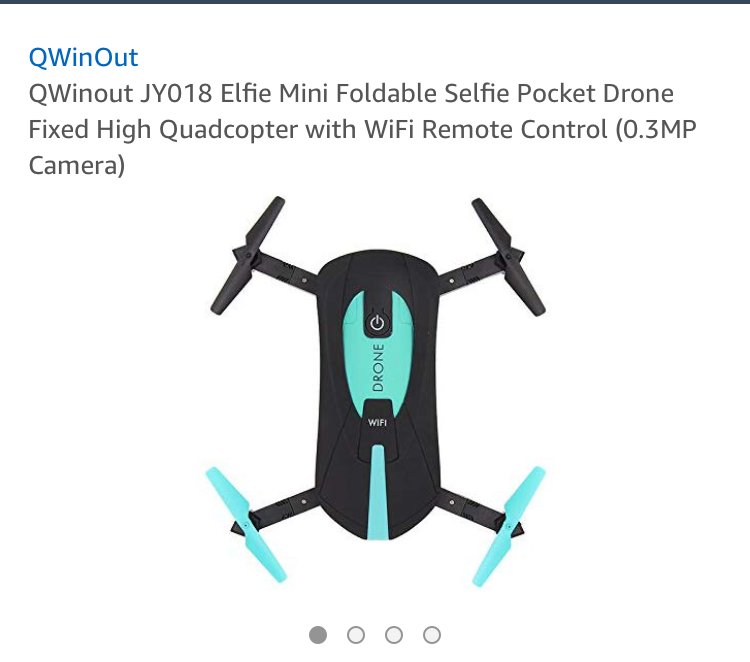 QWinOut
QWinout JY018 Elfie Mini Foldable Selfie Pocket Drone
Fixed High Quadcopter with WiFi Remote Control (0.3MP
Camera)
DRONE
WIFI